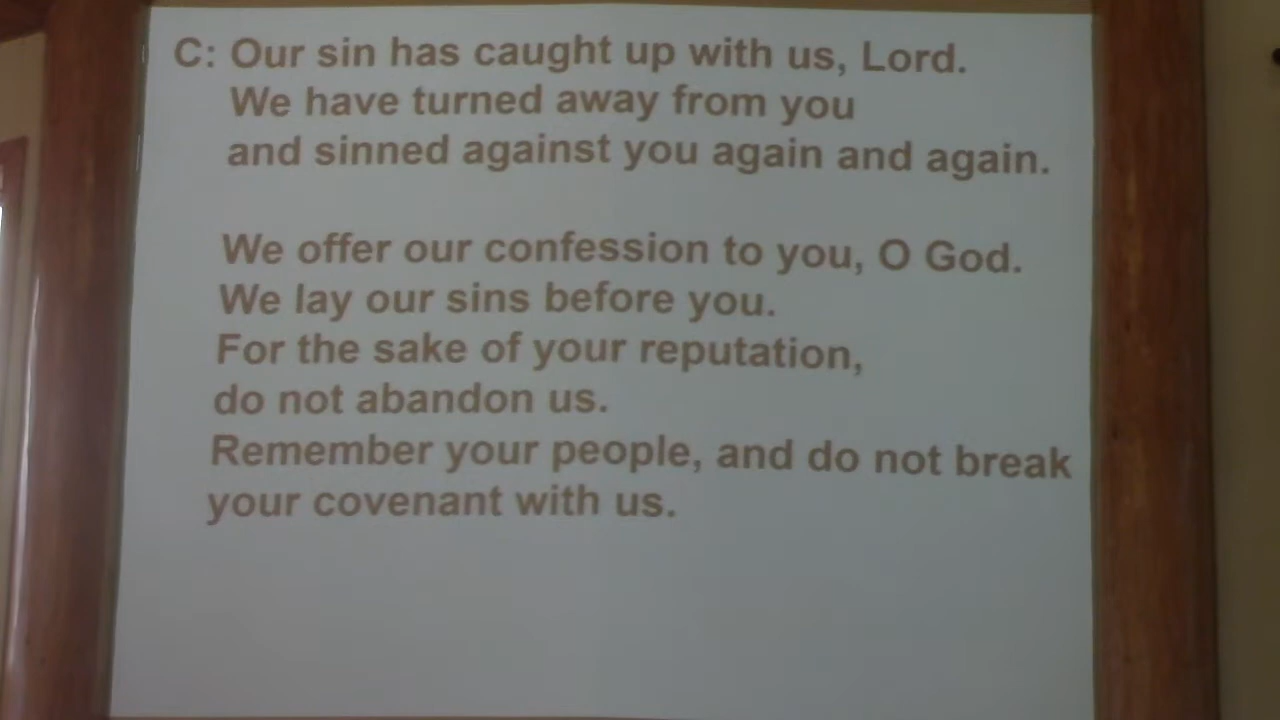 C: Our sin has caught up with us, Lord.
We have turned away from you
and sinned against you again and again.
We offer our confession to you, O God.
We lay our sins before you.
For the sake of your reputation,
do not abandon us.
Remember your people, and do not break
your covenant with us.